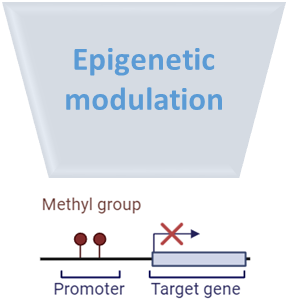 Epigenetic
modulation
Methyl group
Promoter
Target gene